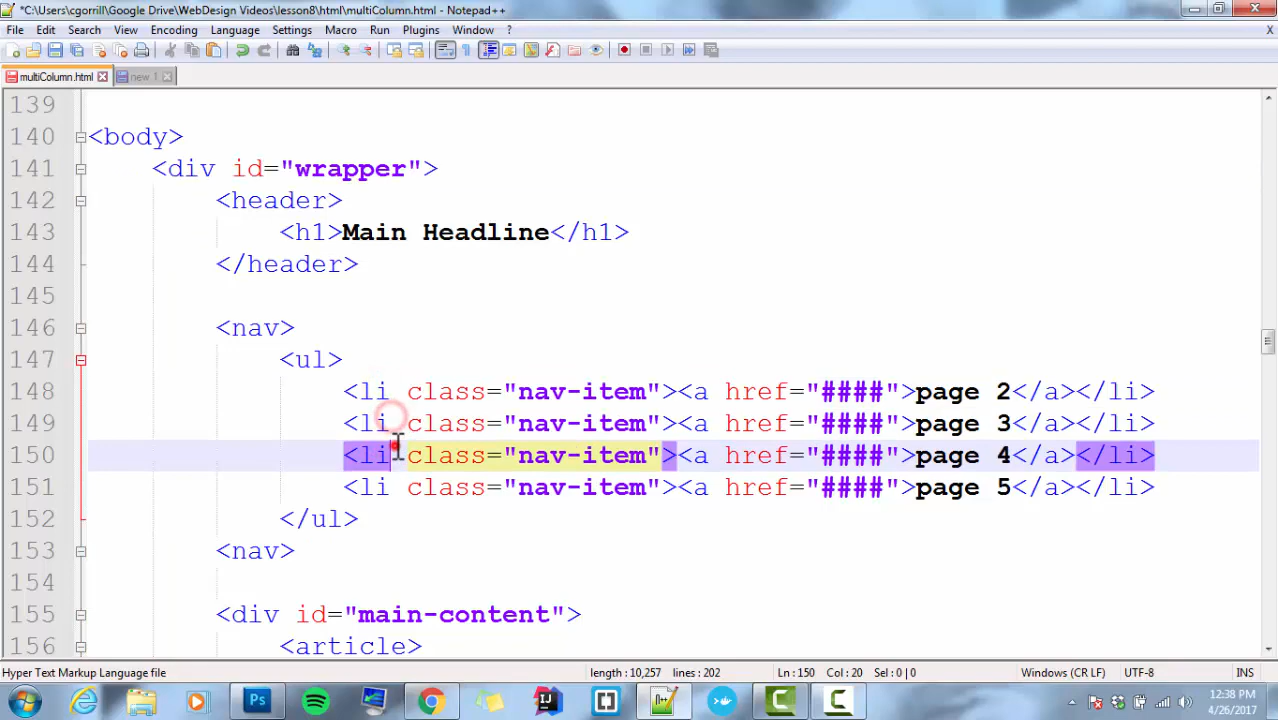 *C:\Users\cgorrill\Google Drive\WebDesign Videos\lesson8\html\multiColumn.html - Notepad++
File Edit Search View Encoding Language Settings Macro Run Plugins Window ? X
multiColumn.html new 1
139
140 <body>
141 <div id="wrapper">
142 <header>
143 <h1>Main Headline</h1>
144 </header>
145
146 <nav>
147 <ul>
148 <li class="nav-item"><a href="####">page 2</a></li>
149 <li class="nav-item"><a href="####">page 3</a></li>
150 <li class="nav-item"><a href="####">page 4</a></li>
151 <li class="nav-item"><a href="####">page 5</a></li>
152 </ul>
153 <nav>
154
155 <div id="main-content">
156 <article>
Hyper Text Markup Language file length : 10,257 lines : 202 Ln : 150 Col : 20 Sel : 0 | 0 Windows (CR LF) UTF-8 INS
12:38 PM
4/26/2017